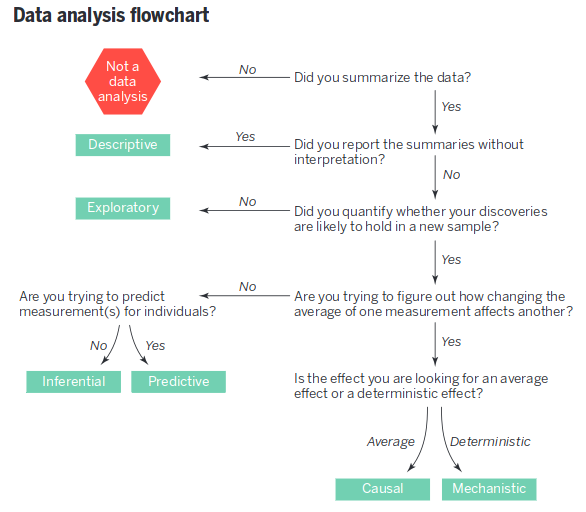 Data analysis flowchart
Not a
data
analysis
No
Did you summarize the data?
Yes
Descriptive
Yes
Did you report the summaries without
interpretation?
No
Exploratory
No
Did you quantify whether your discoveries
are likely to hold in a new sample?
Yes
Are you trying to predict
measurement(s) for individuals?
No
Are you trying to figure out how changing the
average of one measurement affects another?
No
Yes
Yes
Inferential
Predictive
Is the effect you are looking for an average
effect or a deterministic effect?
Average
Deterministic
Causal
Mechanistic